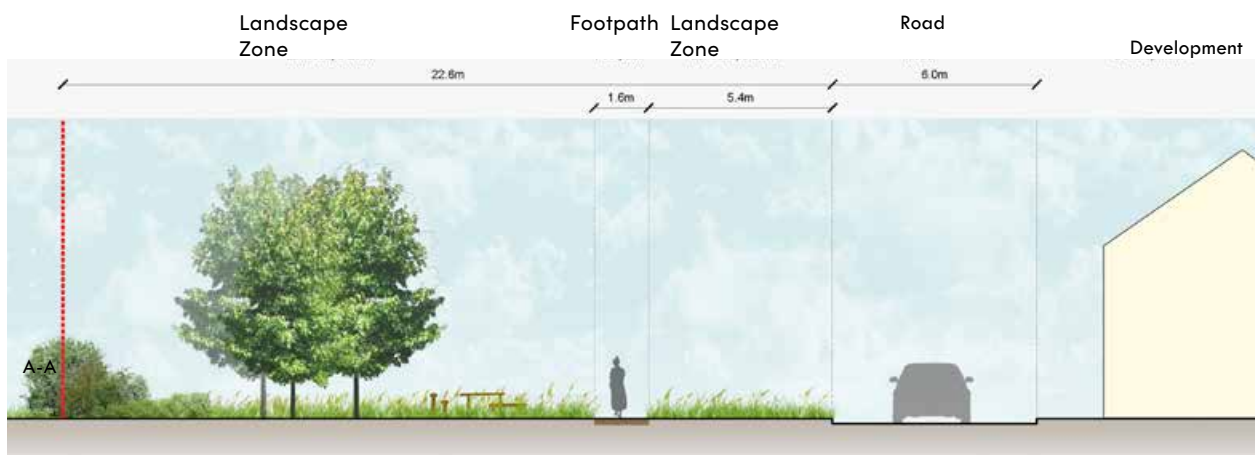 Landscape
Zone
Footpath
Landscape
Zone
Road
Development
22.6m
6.0m
1.6m
5.4m
A-A